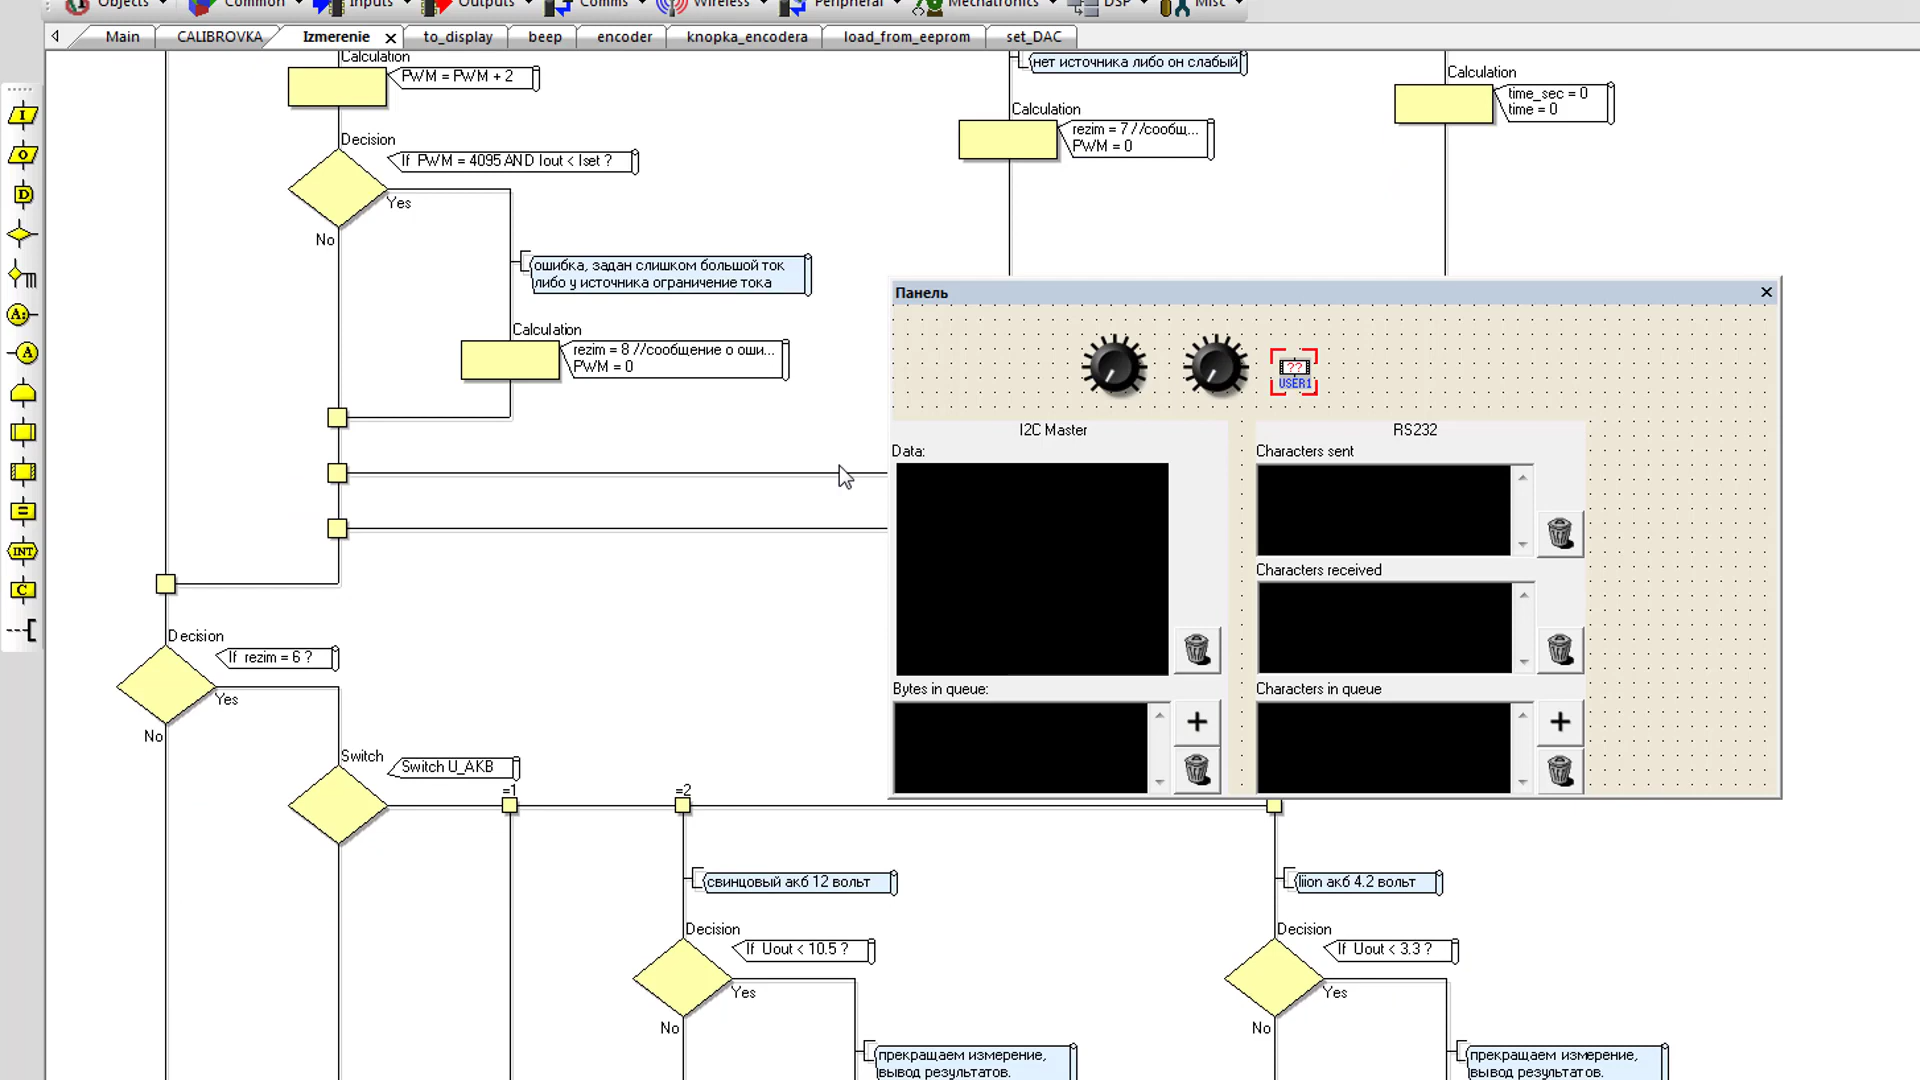 Objects
Common
Inputs
Outputs
Comms
Wireless
Peripheral
Mechatronics
DSP
Misc
Main
CALIBROVKA
Izmerenie
to_display
beep
encoder
knopka_encodera
load_from_eeprom
set_DAC
Calculation
PWM = PWM + 2
нет источника либо он слабый
Calculation
time_sec = 0
time = 0
Calculation
rezim = 7 //сообщ...
PWM = 0
Decision
If PWM = 4095 AND Iout < Iset ?
Yes
No
ошибка, задан слишком большой ток
либо у источника ограничение тока
Calculation
rezim = 8 //сообщение о оши...
PWM = 0
Панель
??
USER1
I2C Master
Data:
Bytes in queue:
RS232
Characters sent
Characters received
Characters in queue
I
O
D
A:
A
=
INT
C
Decision
If rezim = 6 ?
Yes
No
Switch
Switch U_AKB
=1
=2
свинцовый акб 12 вольт
liion акб 4.2 вольт
Decision
If Uout < 10.5 ?
Yes
No
Decision
If Uout < 3.3 ?
Yes
No
прекращаем измерение,
вывод результатов.
прекращаем измерение,
вывод результатов.